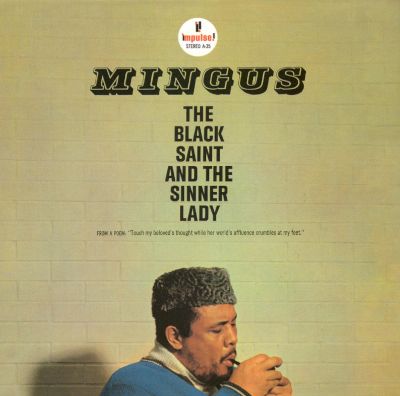 impulse!
STEREO A-35
MINGUS
THE
BLACK
SAINT
AND THE
SINNER
LADY
FROM A POEM: "Touch my beloved's thought while her world's affluence crumbles at my feet."